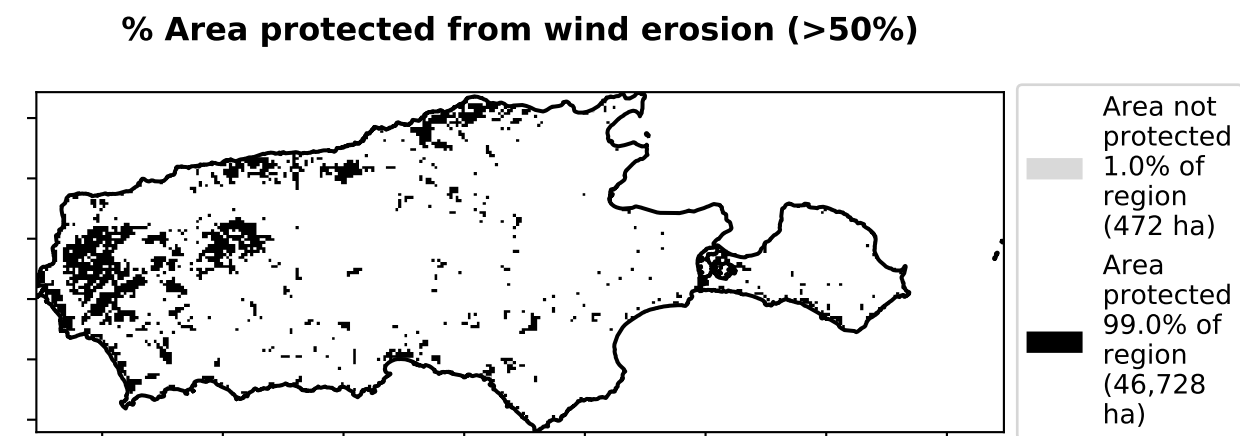 % Area protected from wind erosion (>50%)
Area not
protected
1.0% of
region
(472 ha)
Area
protected
99.0% of
region
(46,728
ha)